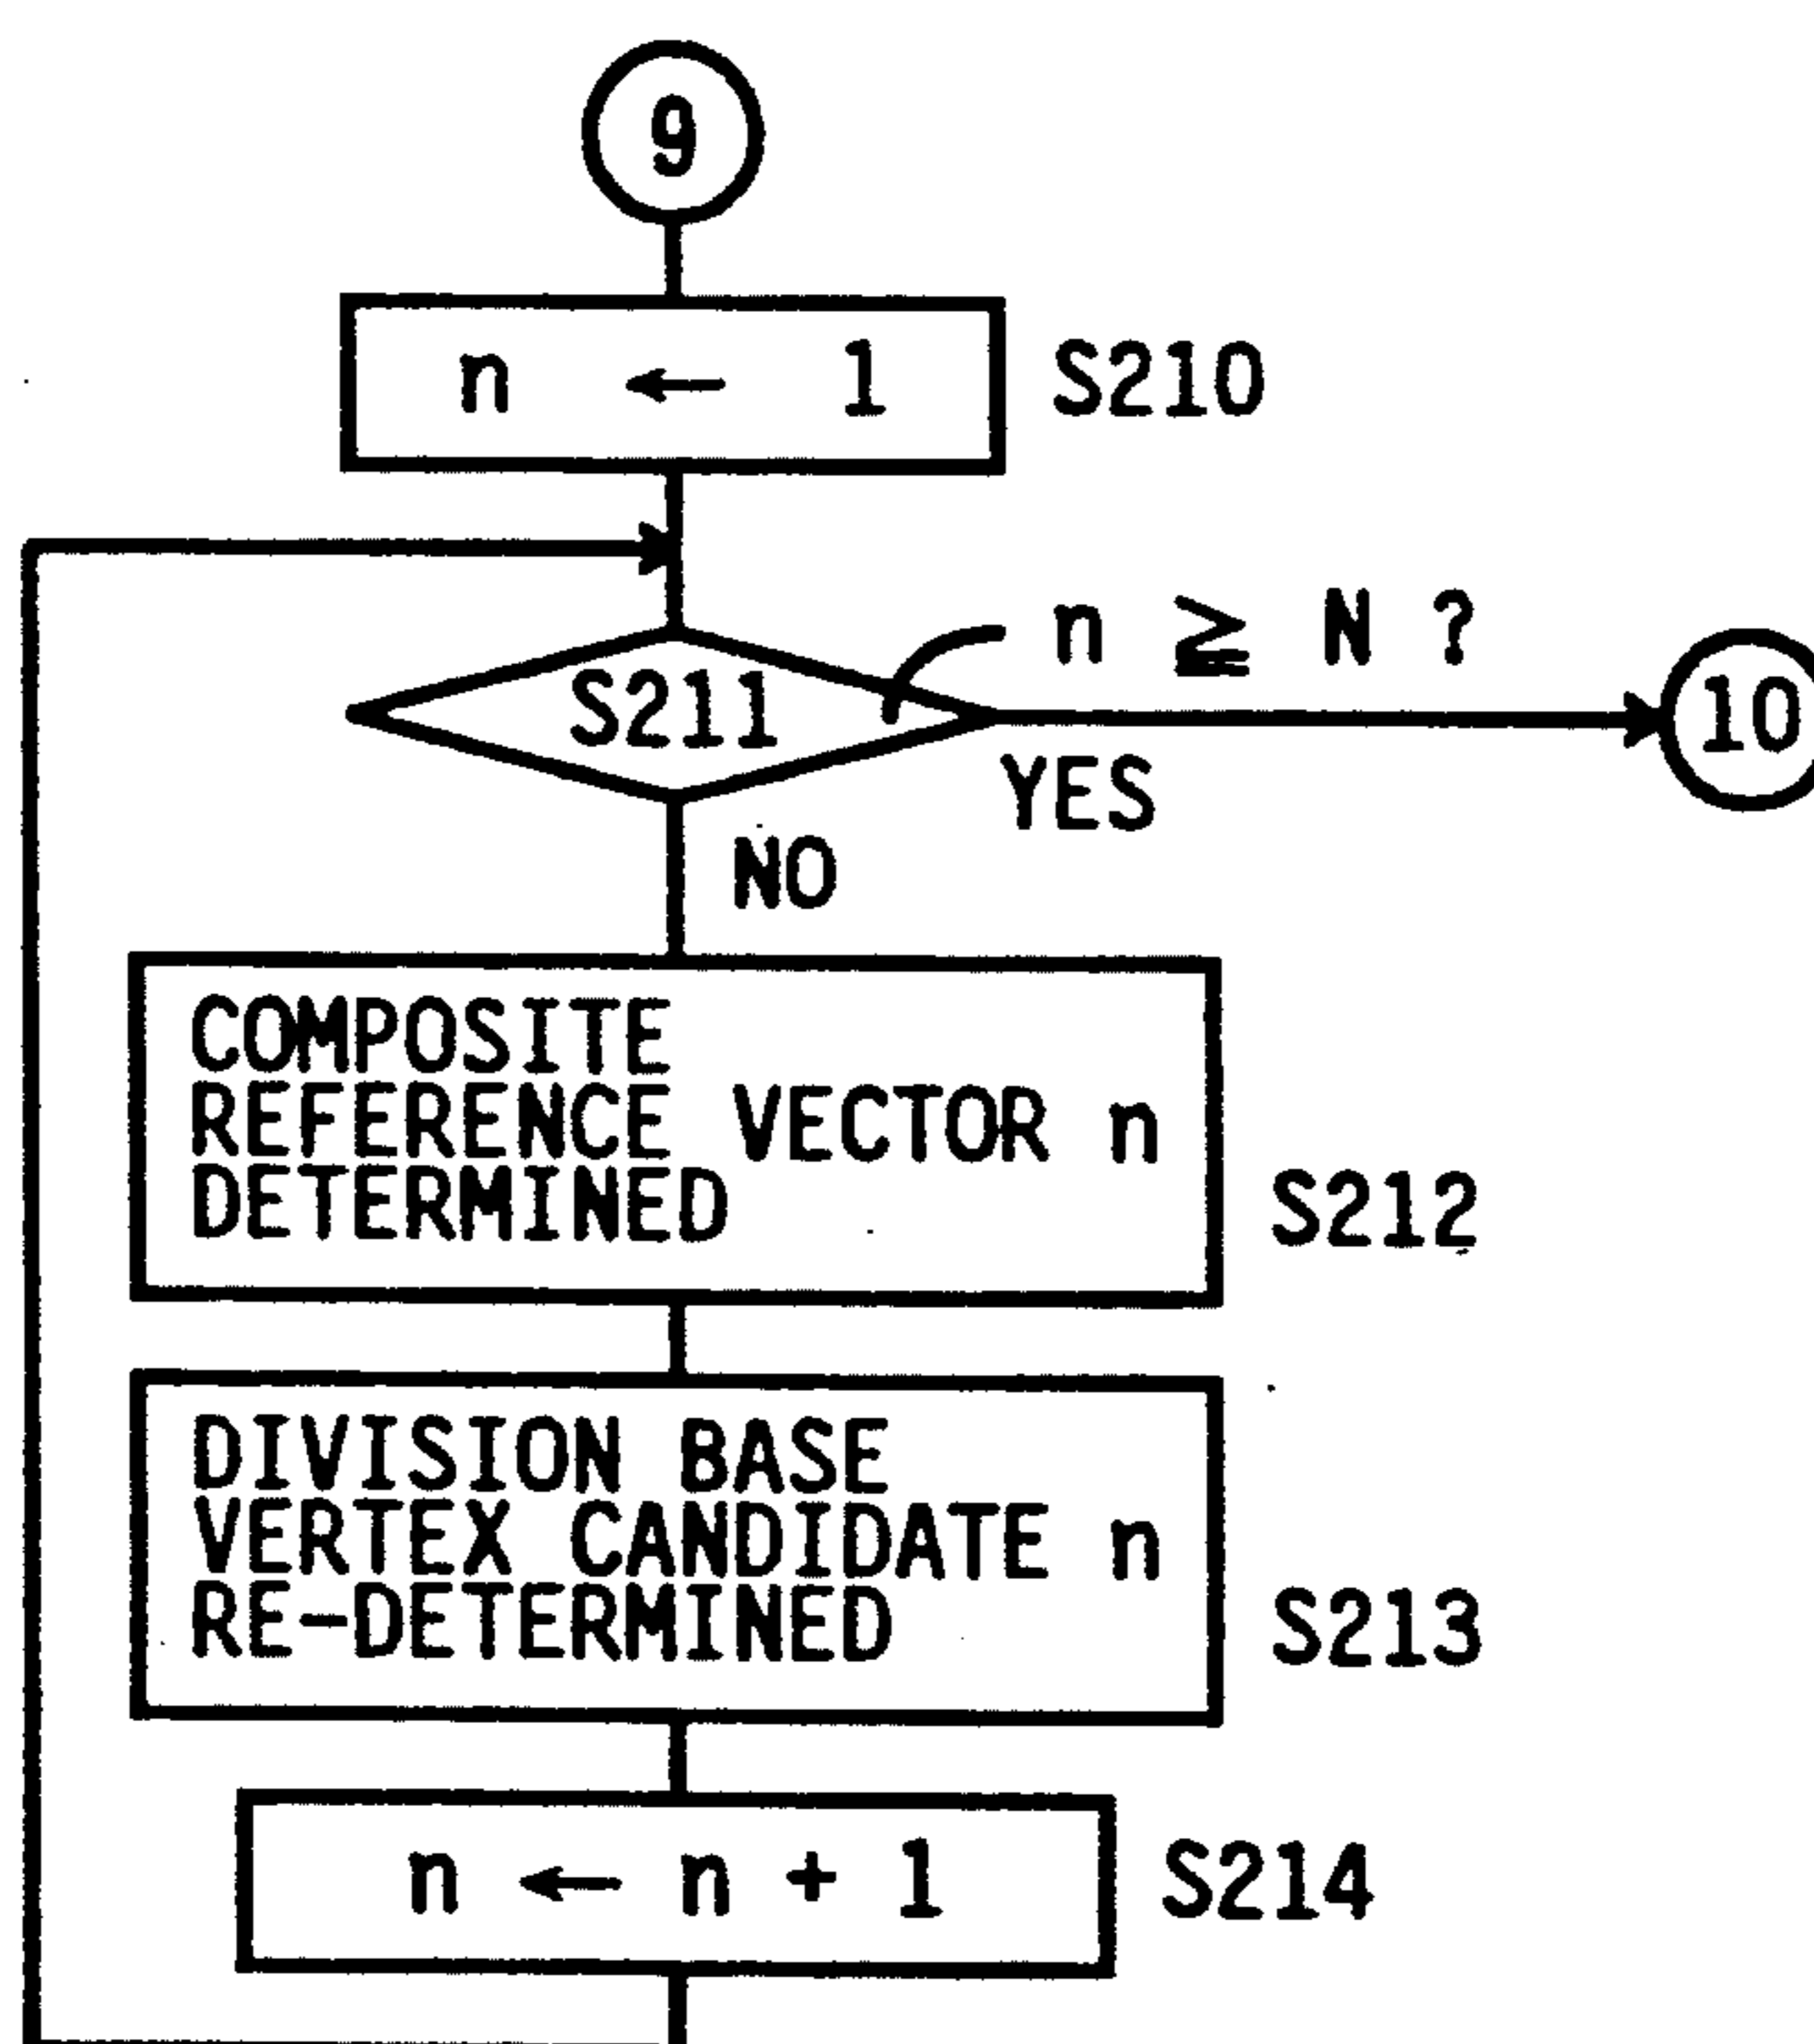 9
n ← 1
S210
n ≧ N ?
S211
10
YES
NO
COMPOSITE
REFERENCE VECTOR n
DETERMINED
S212
DIVISION BASE
VERTEX CANDIDATE n
RE-DETERMINED
S213
n ← n + 1
S214